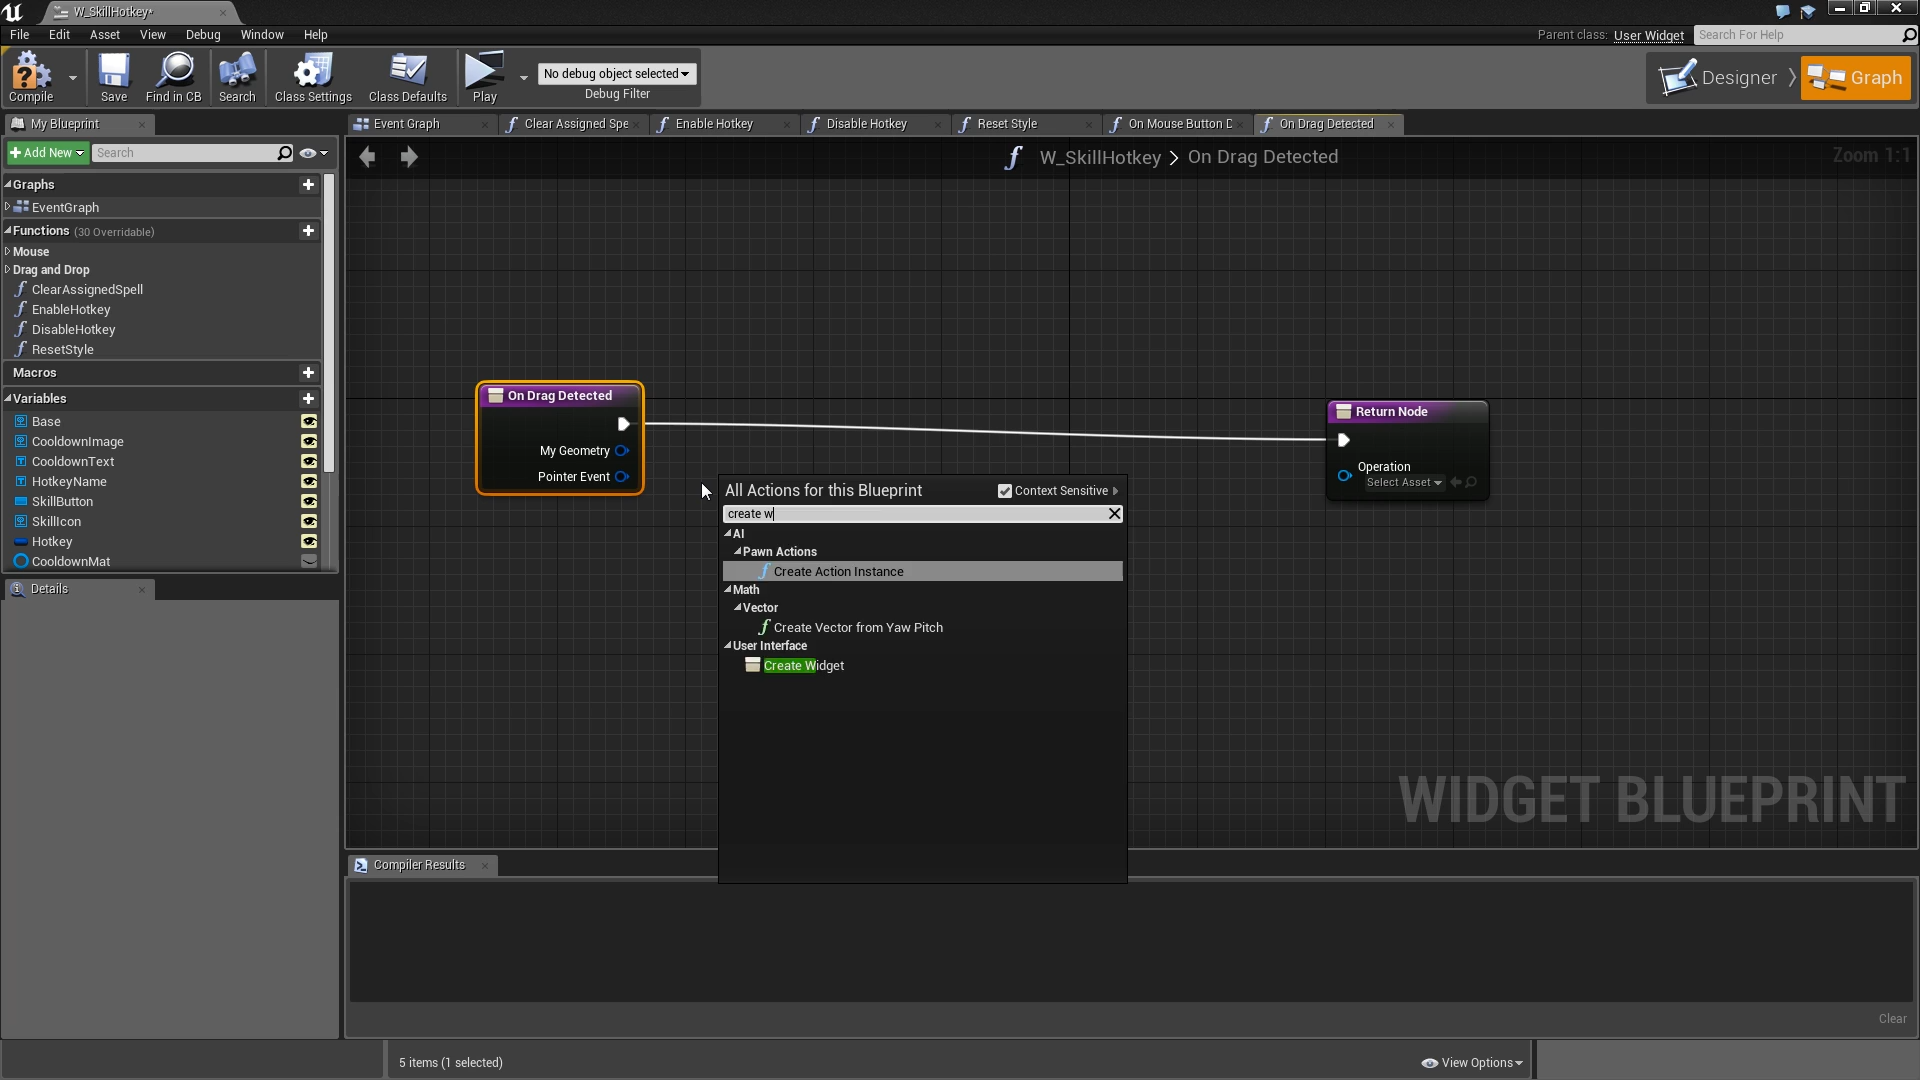 W_SkillHotkey*
File Edit Asset View Debug Window Help
Parent class: User Widget
Search For Help
Compile
Save
Find in CB
Search
Class Settings
Class Defaults
Play
No debug object selected
Debug Filter
Designer
Graph
My Blueprint
Event Graph
Clear Assigned Spe
Enable Hotkey
Disable Hotkey
Reset Style
On Mouse Button D
On Drag Detected
Add New
Search
W_SkillHotkey > On Drag Detected
Zoom 1:1
Graphs
EventGraph
Functions (30 Overridable)
Mouse
Drag and Drop
ClearAssignedSpell
EnableHotkey
DisableHotkey
ResetStyle
Macros
Variables
Base
CooldownImage
CooldownText
HotkeyName
SkillButton
SkillIcon
Hotkey
CooldownMat
Details
On Drag Detected
My Geometry
Pointer Event
Return Node
Operation
Select Asset
All Actions for this Blueprint
Context Sensitive
create w
AI
Pawn Actions
Create Action Instance
Math
Vector
Create Vector from Yaw Pitch
User Interface
Create Widget
WIDGET BLUEPRINT
Compiler Results
Clear
5 items (1 selected)
View Options